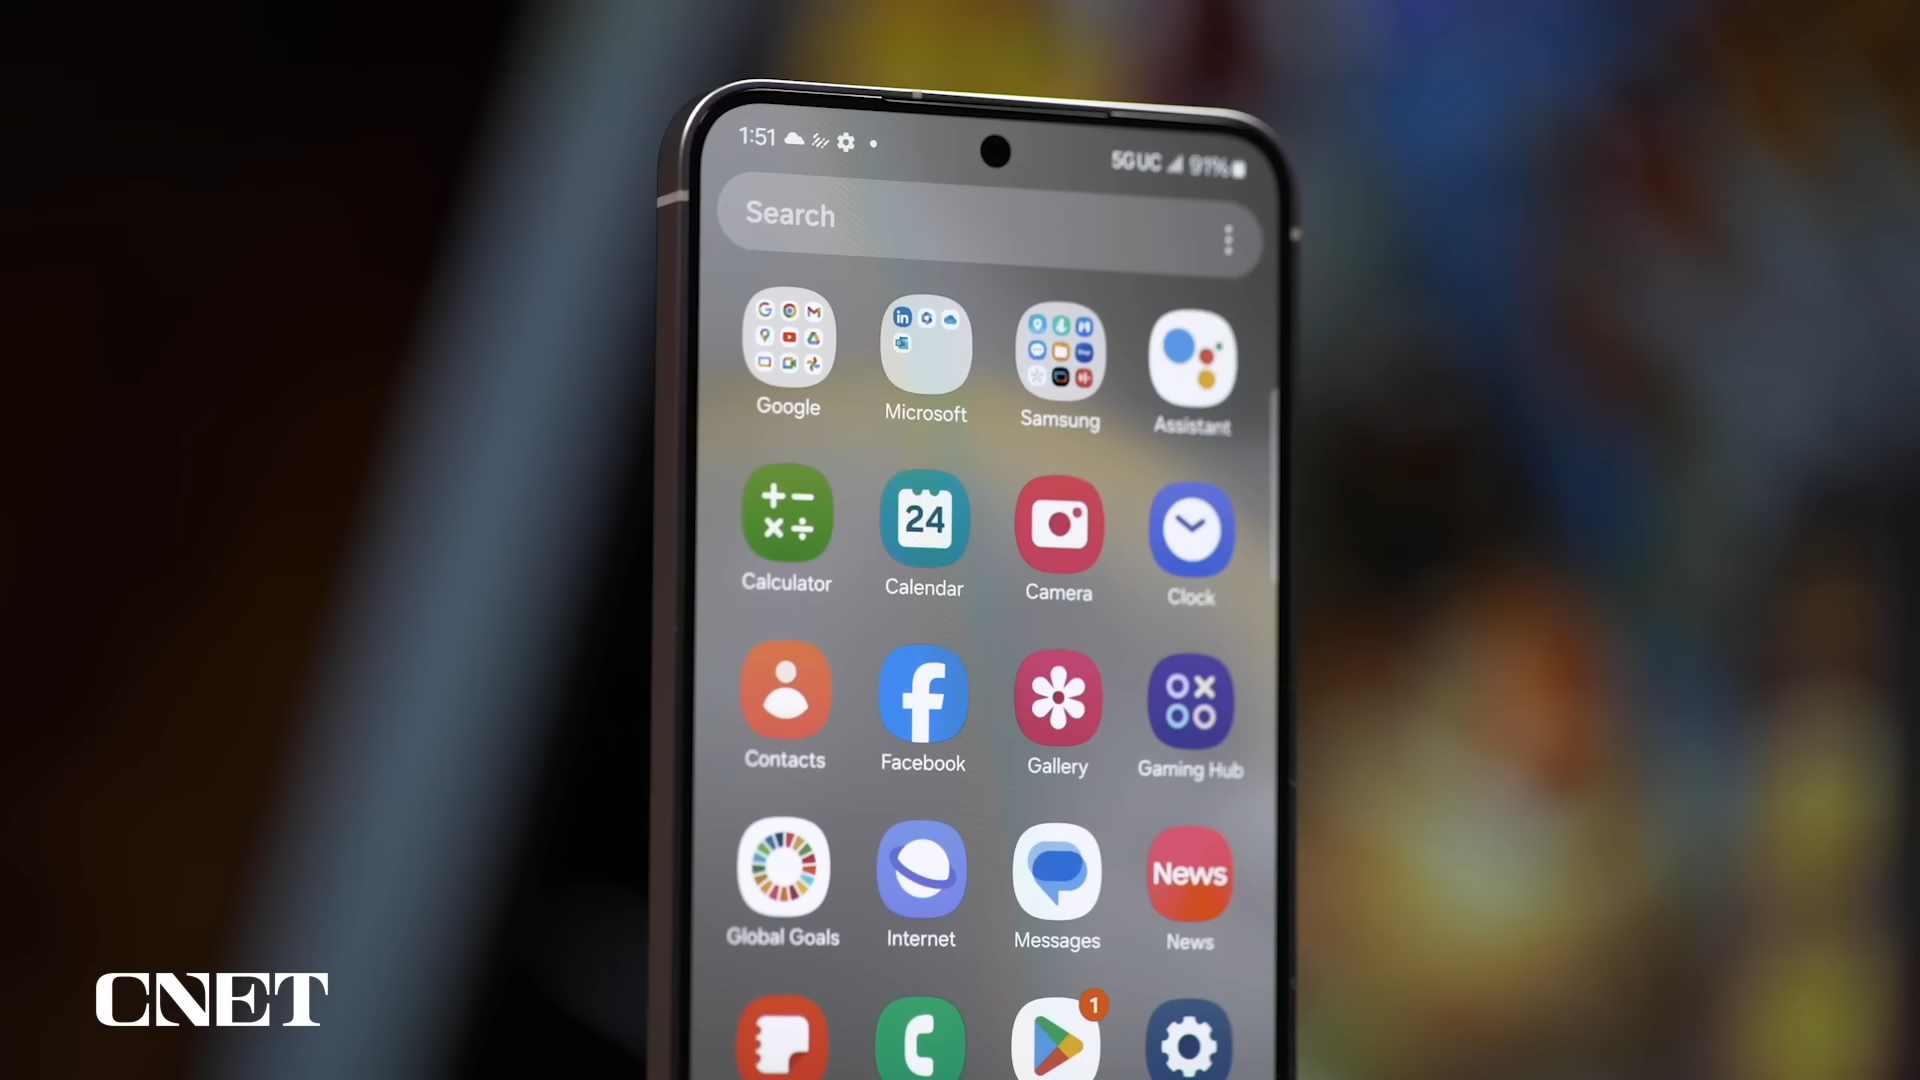 1:51
5G UC 91%
Search
Google Microsoft Samsung Assistant
24
Calculator Calendar Camera Clock
Contacts Facebook Gallery Gaming Hub
News
Global Goals Internet Messages News
1
CNET